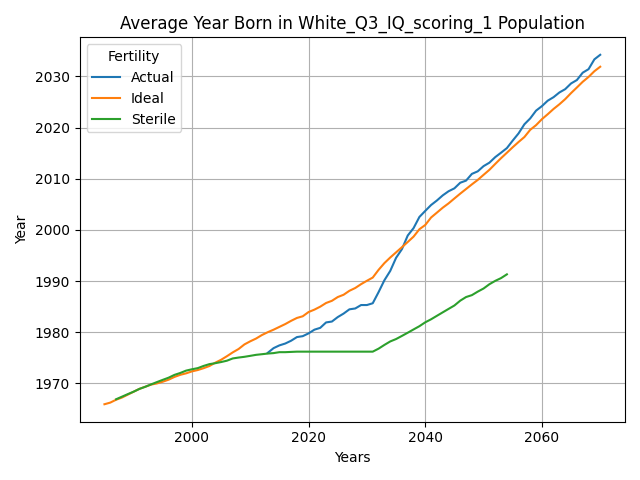 Average Year Born in White_Q3_IQ_scoring_1 Population
Fertility
Actual
Ideal
Sterile
2030
2020
2010
2000
1990
1980
1970
Year
2000
2020
2040
2060
Years